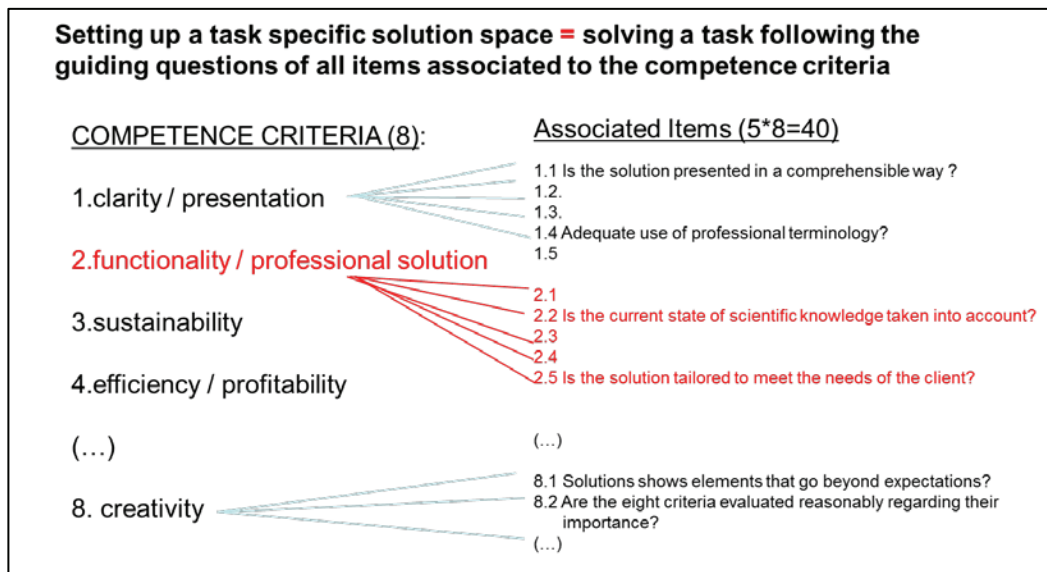 Setting up a task specific solution space = solving a task following the
guiding questions of all items associated to the competence criteria
COMPETENCE CRITERIA (8):
1.clarity / presentation
2.functionality / professional solution
3.sustainability
4.efficiency / profitability
(…)
8. creativity
Associated Items (5*8=40)
1.1 Is the solution presented in a comprehensible way ?
1.2.
1.3.
1.4 Adequate use of professional terminology?
1.5
2.1
2.2 Is the current state of scientific knowledge taken into account?
2.3
2.4
2.5 Is the solution tailored to meet the needs of the client?
(…)
8.1 Solutions shows elements that go beyond expectations?
8.2 Are the eight criteria evaluated reasonably regarding their
importance?
(…)